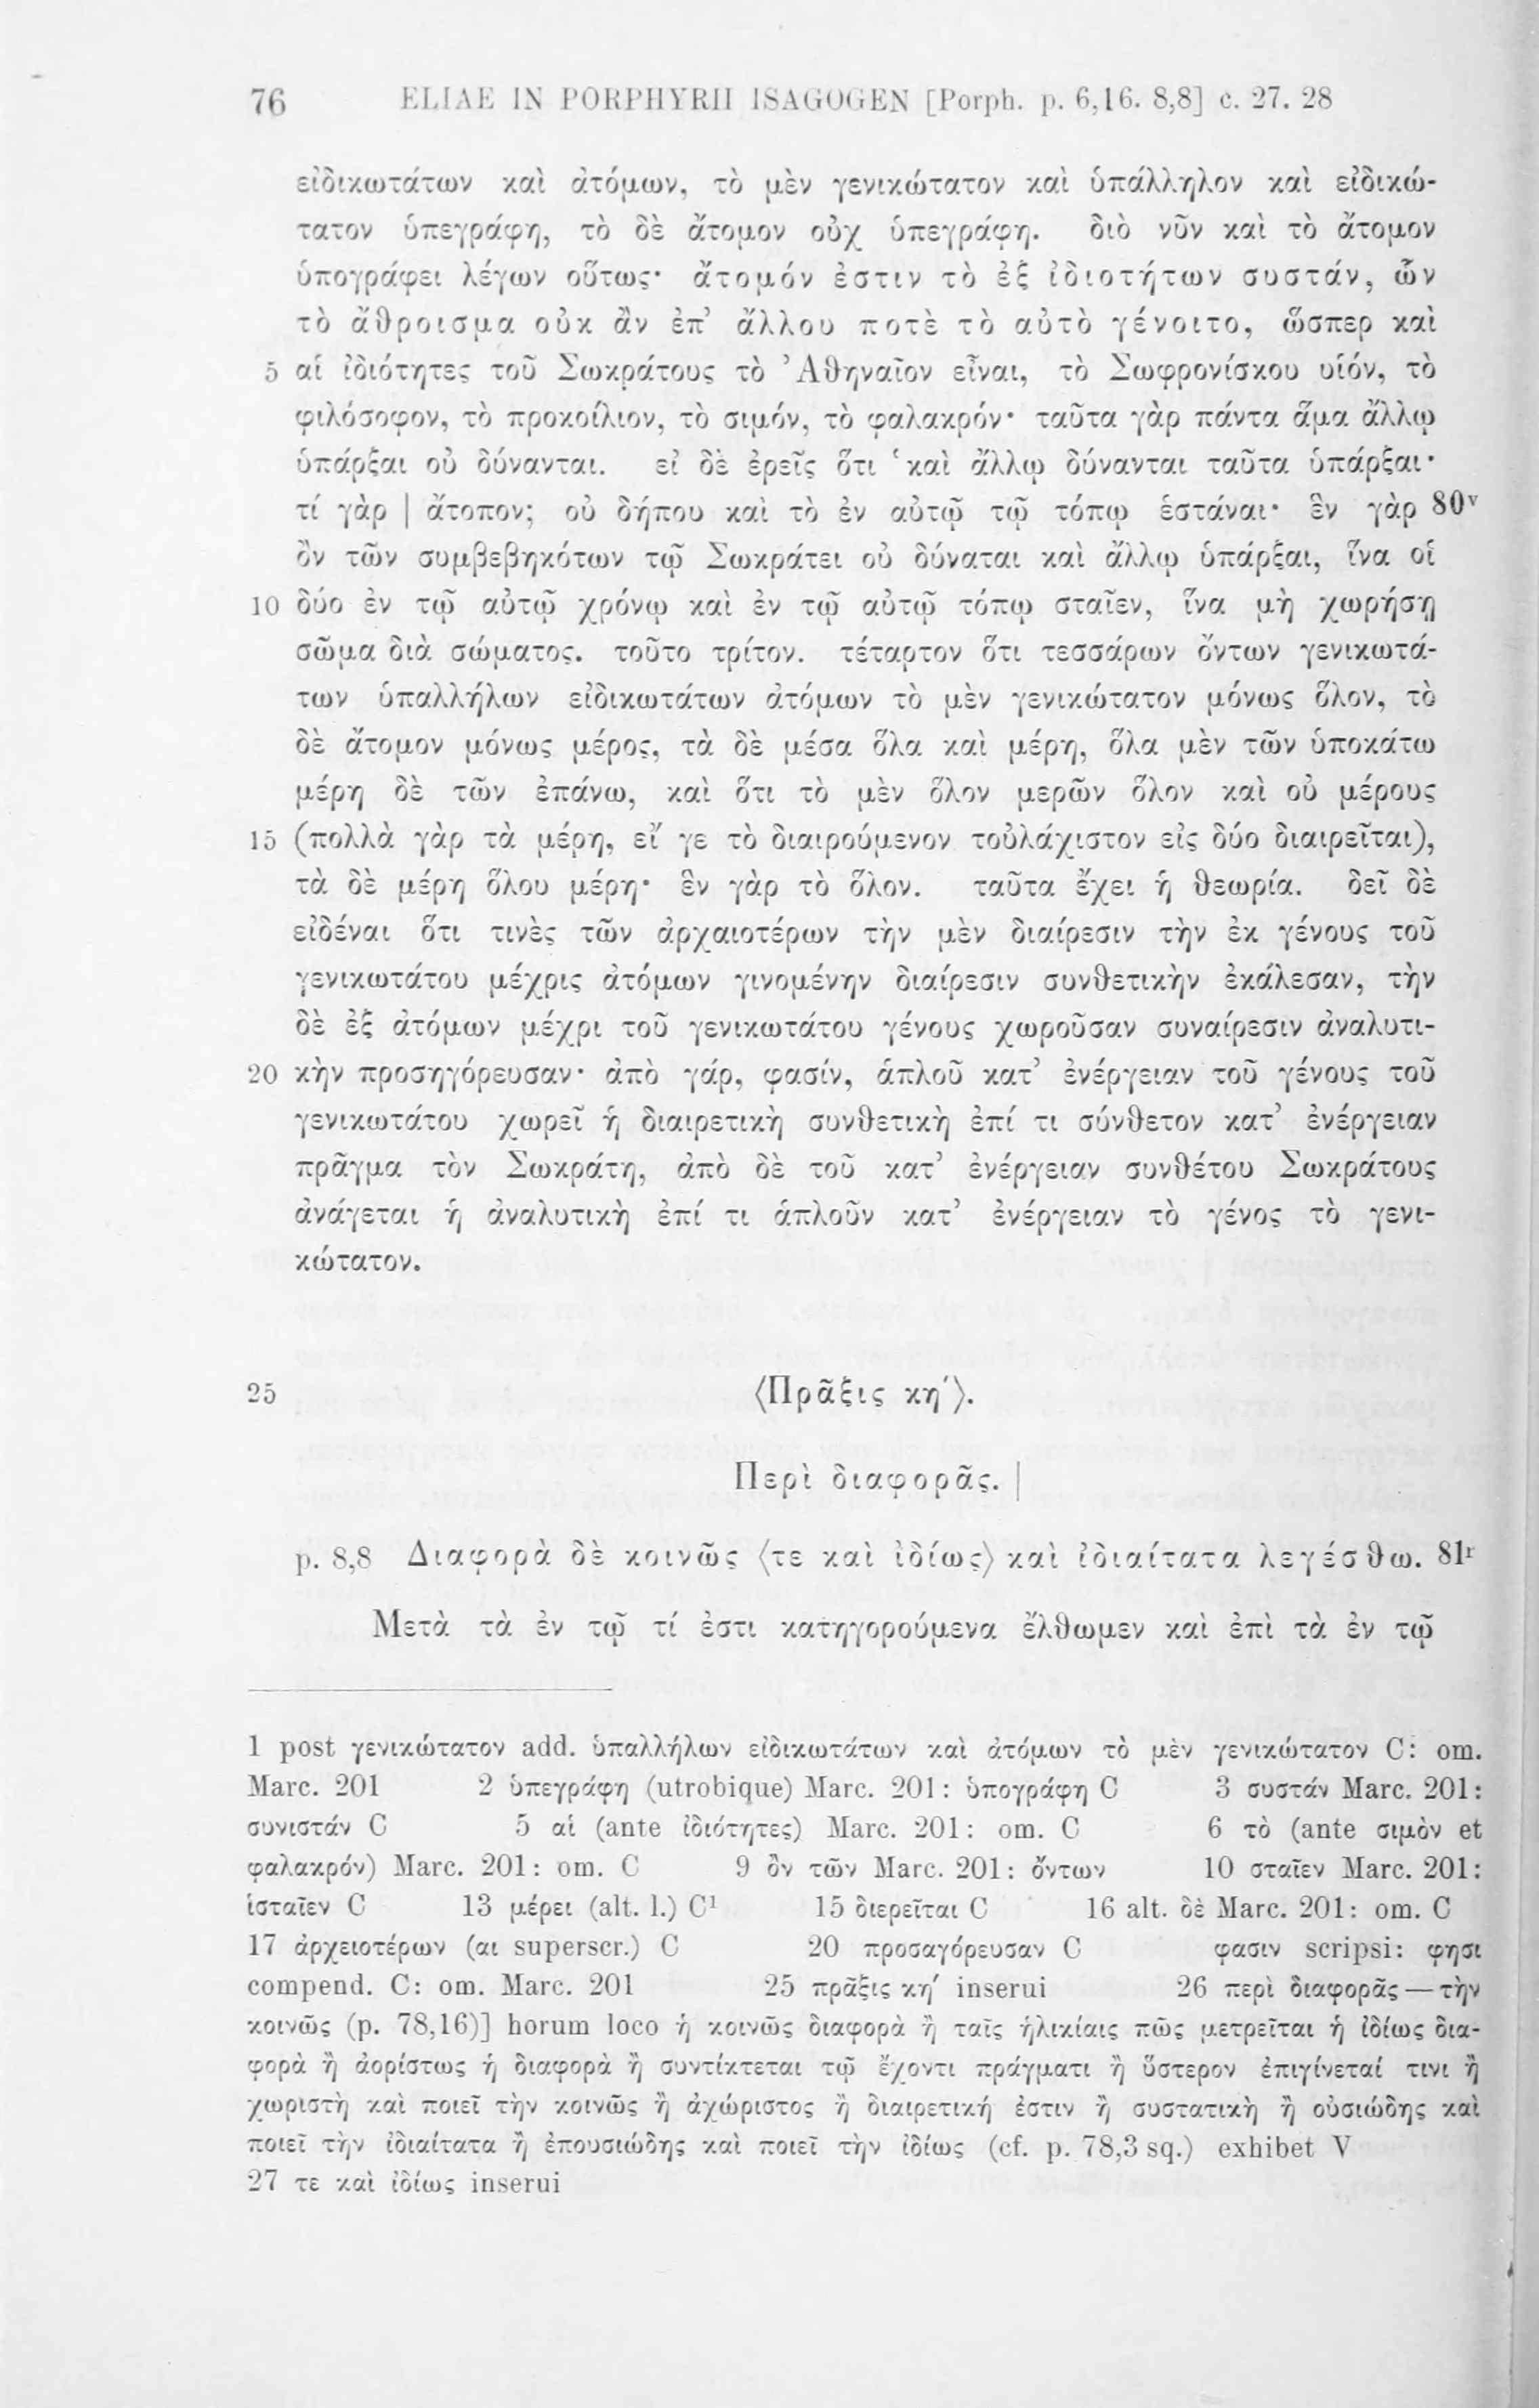 76 ELIAE IN PORPHYRII ISAGOGEN [Porph. p. 6,16. 8,8] c. 27. 28
εἰδικωτάτων καὶ ἀτόμων, τὸ μὲν γενικώτατον καὶ ὑπάλληλον καὶ εἰδικώ-
τατον ὑπεγράφη, τὸ δὲ ἄτομον οὐχ ὑπεγράφη. διὸ νῦν καὶ τὸ ἄτομον
ὑπογράφει λέγων οὕτως· ἄτομόν ἐστιν τὸ ἐξ ἰδιοτήτων συστάν, ὧν
τὸ ἄθροισμα οὐκ ἂν ἐπ’ ἄλλου ποτὲ τὸ αὐτὸ γένοιτο, ὥσπερ καὶ
5 αἱ ἰδιότητες τοῦ Σωκράτους τὸ Ἀθηναῖον εἶναι, τὸ Σωφρονίσκου υἱόν, τὸ
φιλόσοφον, τὸ προκοίλιον, τὸ σιμόν, τὸ φαλακρόν· ταῦτα γὰρ πάντα ἅμα ἄλλῳ
ὑπάρξαι οὐ δύνανται. εἰ δὲ ἐρεῖς ὅτι ‘καὶ ἄλλῳ δύνανται ταῦτα ὑπάρξαι·
τί γὰρ | ἄτοπον; οὐ δήπου καὶ τὸ ἐν αὐτῷ τῷ τόπῳ ἑστάναι· ἓν γὰρ 80ᵛ
ὂν τῶν συμβεβηκότων τῷ Σωκράτει οὐ δύναται καὶ ἄλλῳ ὑπάρξαι, ἵνα οἱ
10 δύο ἐν τῷ αὐτῷ χρόνῳ καὶ ἐν τῷ αὐτῷ τόπῳ σταῖεν, ἵνα μὴ χωρήσῃ
σῶμα διὰ σώματος. τοῦτο τρίτον. τέταρτον ὅτι τεσσάρων ὄντων γενικωτά-
των ὑπαλλήλων εἰδικωτάτων ἀτόμων τὸ μὲν γενικώτατον μόνως ὅλον, τὸ
δὲ ἄτομον μόνως μέρος, τὰ δὲ μέσα ὅλα καὶ μέρη, ὅλα μὲν τῶν ὑποκάτω
μέρη δὲ τῶν ἐπάνω, καὶ ὅτι τὸ μὲν ὅλον μερῶν ὅλον καὶ οὐ μέρους
15 (πολλὰ γὰρ τὰ μέρη, εἴ γε τὸ διαιρούμενον τοὐλάχιστον εἰς δύο διαιρεῖται),
τὰ δὲ μέρη ὅλου μέρη· ἓν γὰρ τὸ ὅλον. ταῦτα ἔχει ἡ θεωρία. δεῖ δὲ
εἰδέναι ὅτι τινὲς τῶν ἀρχαιοτέρων τὴν μὲν διαίρεσιν τὴν ἐκ γένους τοῦ
γενικωτάτου μέχρις ἀτόμων γινομένην διαίρεσιν συνθετικὴν ἐκάλεσαν, τὴν
δὲ ἐξ ἀτόμων μέχρι τοῦ γενικωτάτου γένους χωροῦσαν συναίρεσιν ἀναλυτι-
20 κὴν προσηγόρευσαν· ἀπὸ γάρ, φασίν, ἁπλοῦ κατ’ ἐνέργειαν τοῦ γένους τοῦ
γενικωτάτου χωρεῖ ἡ διαιρετικὴ συνθετικὴ ἐπί τι σύνθετον κατ’ ἐνέργειαν
πρᾶγμα τὸν Σωκράτη, ἀπὸ δὲ τοῦ κατ’ ἐνέργειαν συνθέτου Σωκράτους
ἀνάγεται ἡ ἀναλυτικὴ ἐπί τι ἁπλοῦν κατ’ ἐνέργειαν τὸ γένος τὸ γενι-
κώτατον.
25 ⟨Πρᾶξις κη΄⟩.
Περὶ διαφορᾶς. |
p. 8,8 Διαφορὰ δὲ κοινῶς ⟨τε καὶ ἰδίως⟩ καὶ ἰδιαίτατα λεγέσθω. 81ʳ
Μετὰ τὰ ἐν τῷ τί ἐστι κατηγορούμενα ἔλθωμεν καὶ ἐπὶ τὰ ἐν τῷ
1 post γενικώτατον add. ὑπαλλήλων εἰδικωτάτων καὶ ἀτόμων τὸ μὲν γενικώτατον C: om.
Marc. 201 2 ὑπεγράφη (utrobique) Marc. 201: ὑπογράφη C 3 συστάν Marc. 201:
συνιστάν C 5 αἱ (ante ἰδιότητες) Marc. 201: om. C 6 τὸ (ante σιμὸν et
φαλακρόν) Marc. 201: om. C 9 ὂν τῶν Marc. 201: ὄντων 10 σταῖεν Marc. 201:
ἱσταῖεν C 13 μέρει (alt. l.) C¹ 15 διερεῖται C 16 alt. δὲ Marc. 201: om. C
17 ἀρχειοτέρων (αι superscr.) C 20 προσαγόρευσαν C φασιν scripsi: φησι
compend. C: om. Marc. 201 25 πρᾶξις κη΄ inserui 26 περὶ διαφορᾶς — τὴν
κοινῶς (p. 78,16)] horum loco ἡ κοινῶς διαφορὰ ἢ ταῖς ἡλικίαις πῶς μετρεῖται ἡ ἰδίως δια-
φορὰ ἢ ἀορίστως ἡ διαφορὰ ἢ συντίκτεται τῷ ἔχοντι πράγματι ἢ ὕστερον ἐπιγίνεταί τινι ἢ
χωριστὴ καὶ ποιεῖ τὴν κοινῶς ἢ ἀχώριστος ἢ διαιρετική ἐστιν ἢ συστατικὴ ἢ οὐσιώδης καὶ
ποιεῖ τὴν ἰδιαίτατα ἢ ἐπουσιώδης καὶ ποιεῖ τὴν ἰδίως (cf. p. 78,3 sq.) exhibet V
27 τε καὶ ἰδίως inserui